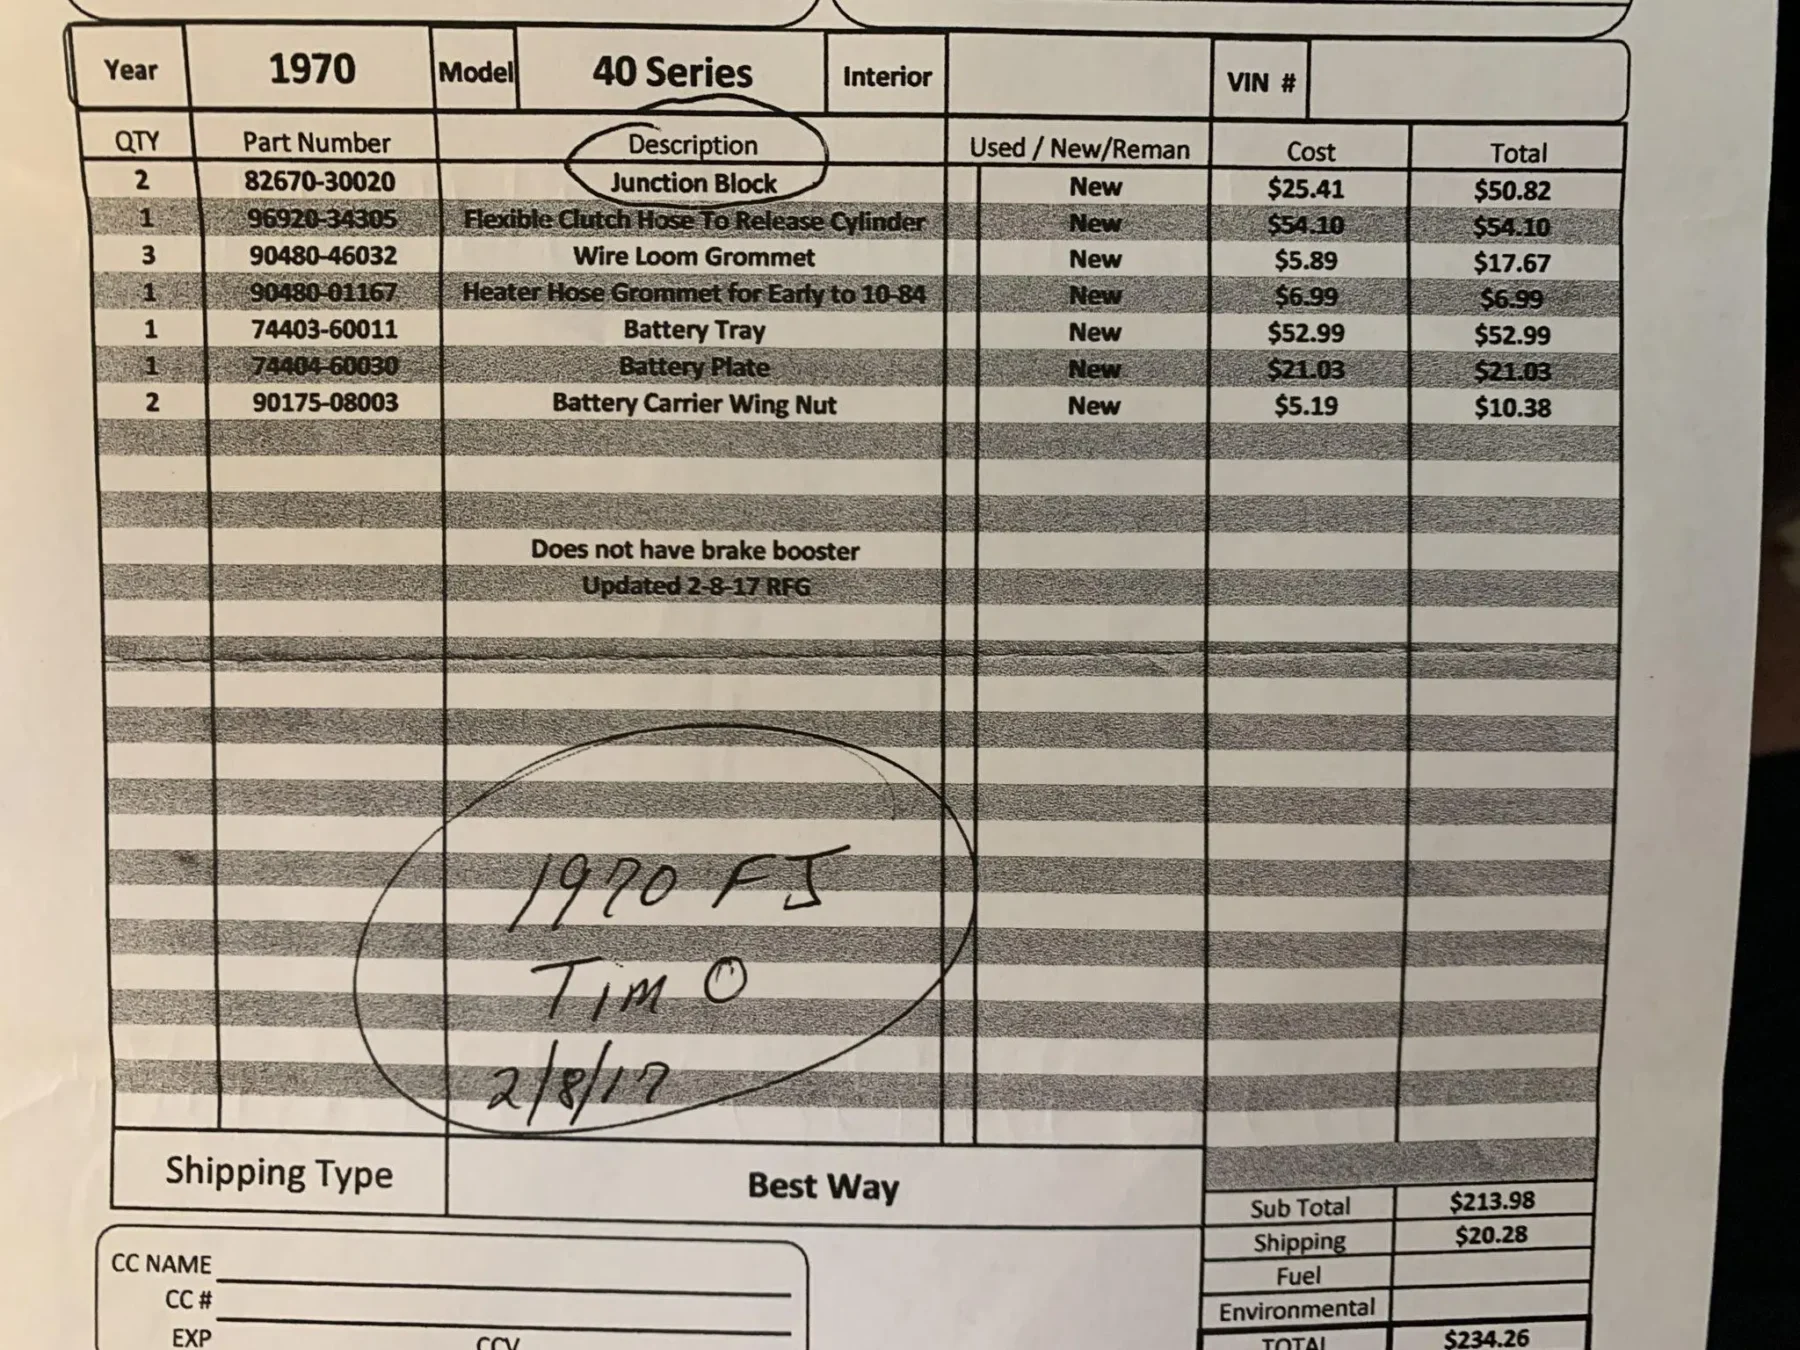 Year 1970 Model 40 Series Interior VIN #
QTY Part Number Description Used / New/Reman Cost Total
2 82670-30020 Junction Block New $25.41 $50.82
1 96920-34305 Flexible Clutch Hose To Release Cylinder New $54.10 $54.10
3 90480-46032 Wire Loom Grommet New $5.89 $17.67
1 90480-01167 Heater Hose Grommet for Early to 10-84 New $6.99 $6.99
1 74403-60011 Battery Tray New $52.99 $52.99
1 74404-60030 Battery Plate New $21.03 $21.03
2 90175-08003 Battery Carrier Wing Nut New $5.19 $10.38
Does not have brake booster
Updated 2-8-17 RFG
1970 FJ
Tim O
2/8/17
Shipping Type Best Way
Sub Total $213.98
Shipping $20.28
Fuel
Environmental
TOTAL $234.26
CC NAME
CC #
EXP CCV